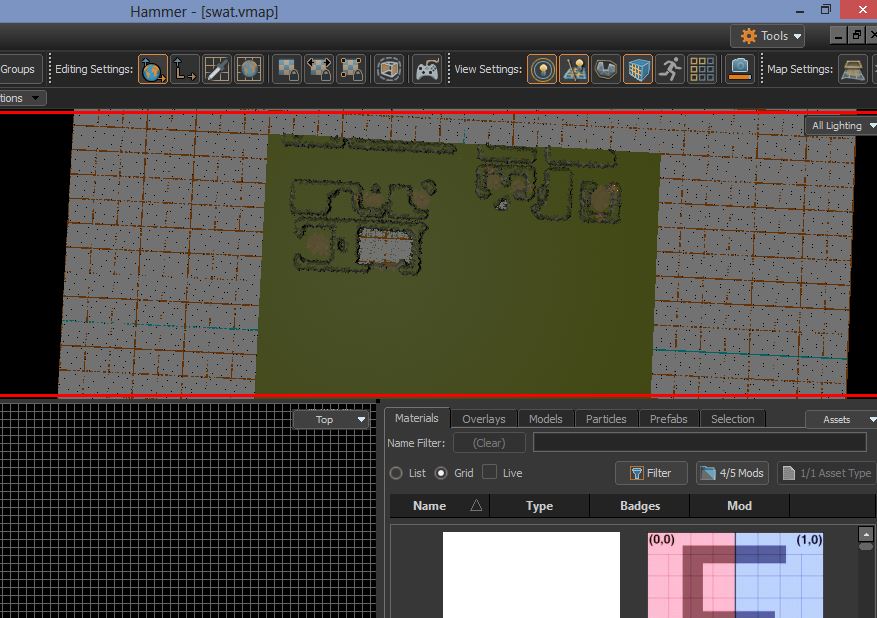 Hammer - [swat.vmap]
Tools
Groups
Editing Settings:
View Settings:
Map Settings:
tions
All Lighting
Top
Materials
Overlays
Models
Particles
Prefabs
Selection
Assets
Name Filter:
(Clear)
List
Grid
Live
Filter
4/5 Mods
1/1 Asset Type
Name
Type
Badges
Mod
(0,0)
(1,0)